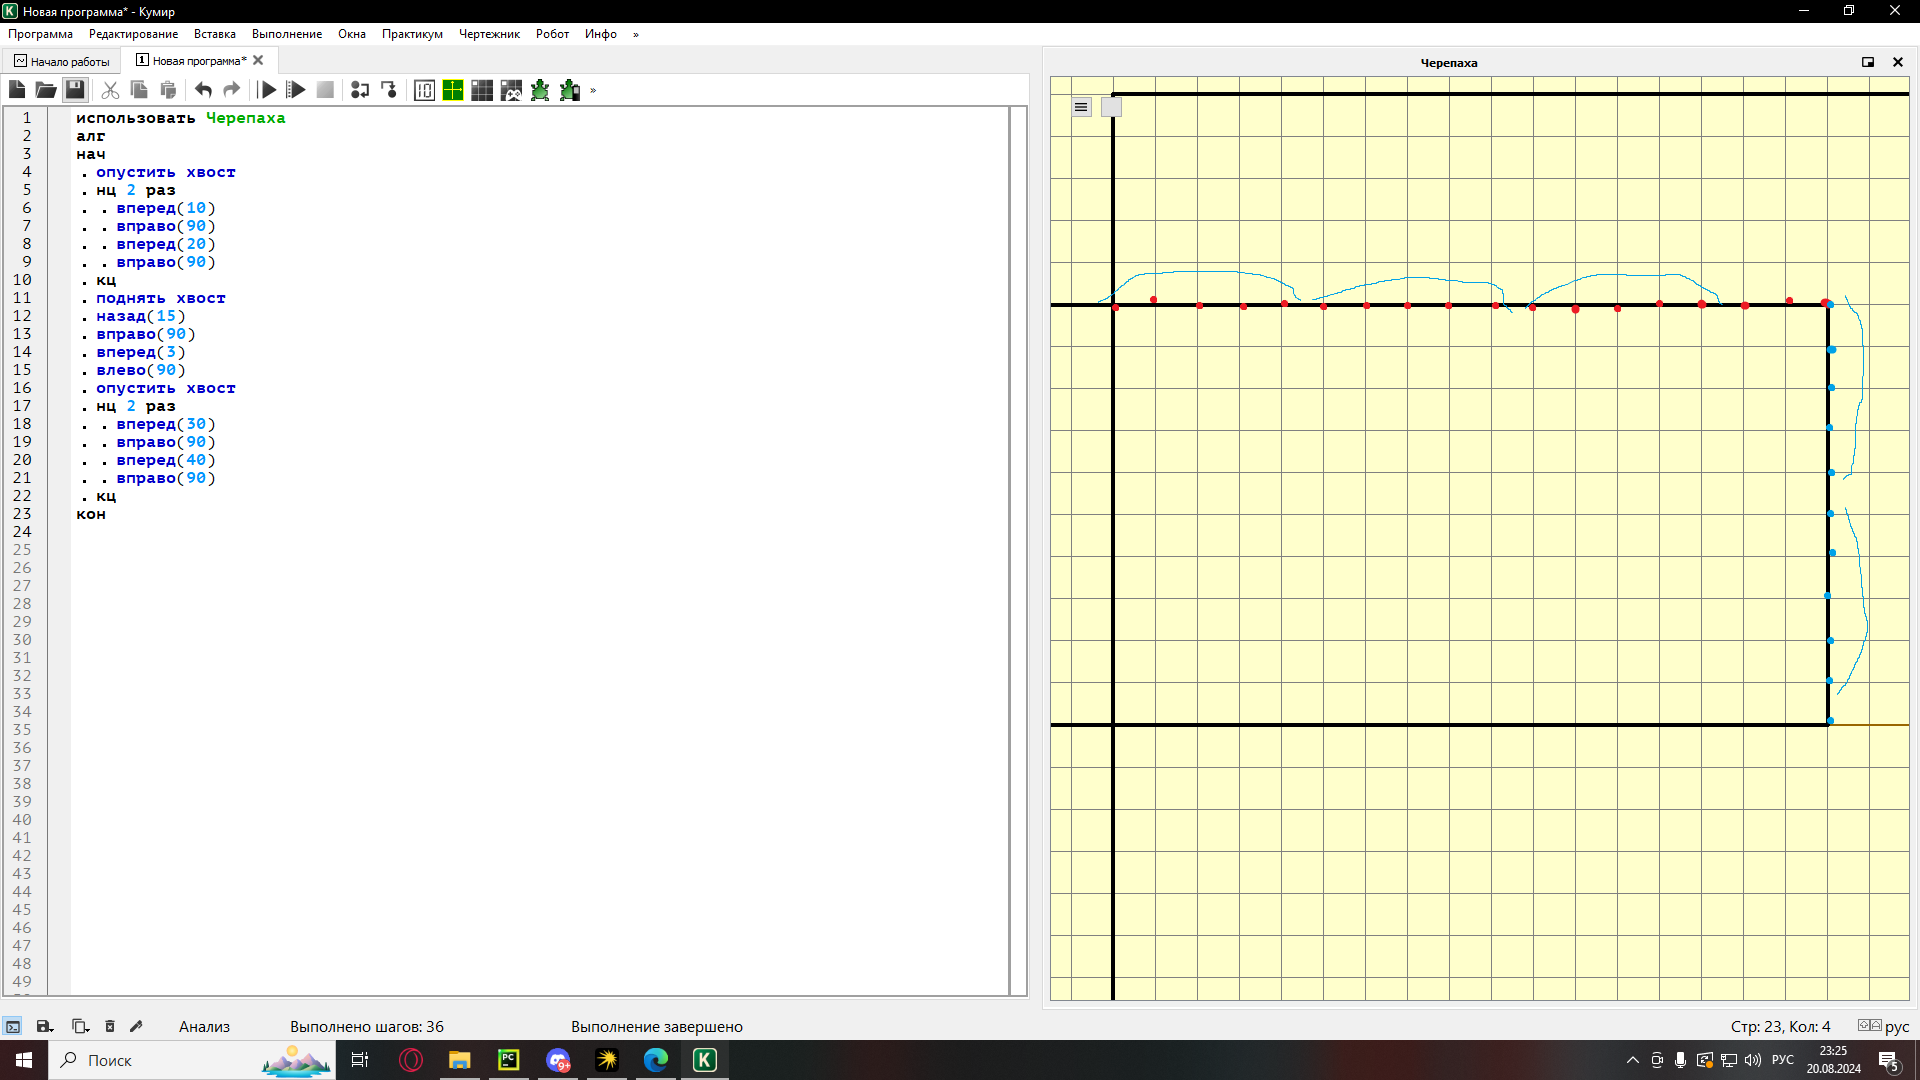 Новая программа* - Кумир
Программа Редактирование Вставка Выполнение Окна Практикум Чертежник Робот Инфо »
Начало работы
1 Новая программа*
Черепаха
»
1 использовать Черепаха
2 алг
3 нач
4 . опустить хвост
5 . нц 2 раз
6 . . вперед(10)
7 . . вправо(90)
8 . . вперед(20)
9 . . вправо(90)
10 . кц
11 . поднять хвост
12 . назад(15)
13 . вправо(90)
14 . вперед(3)
15 . влево(90)
16 . опустить хвост
17 . нц 2 раз
18 . . вперед(30)
19 . . вправо(90)
20 . . вперед(40)
21 . . вправо(90)
22 . кц
23 кон
24
25
26
27
28
29
30
31
32
33
34
35
36
37
38
39
40
41
42
43
44
45
46
47
48
49
Анализ Выполнено шагов: 36 Выполнение завершено Стр: 23, Кол: 4 рус
Поиск
PC
9+
K
РУС
23:25
20.08.2024
5